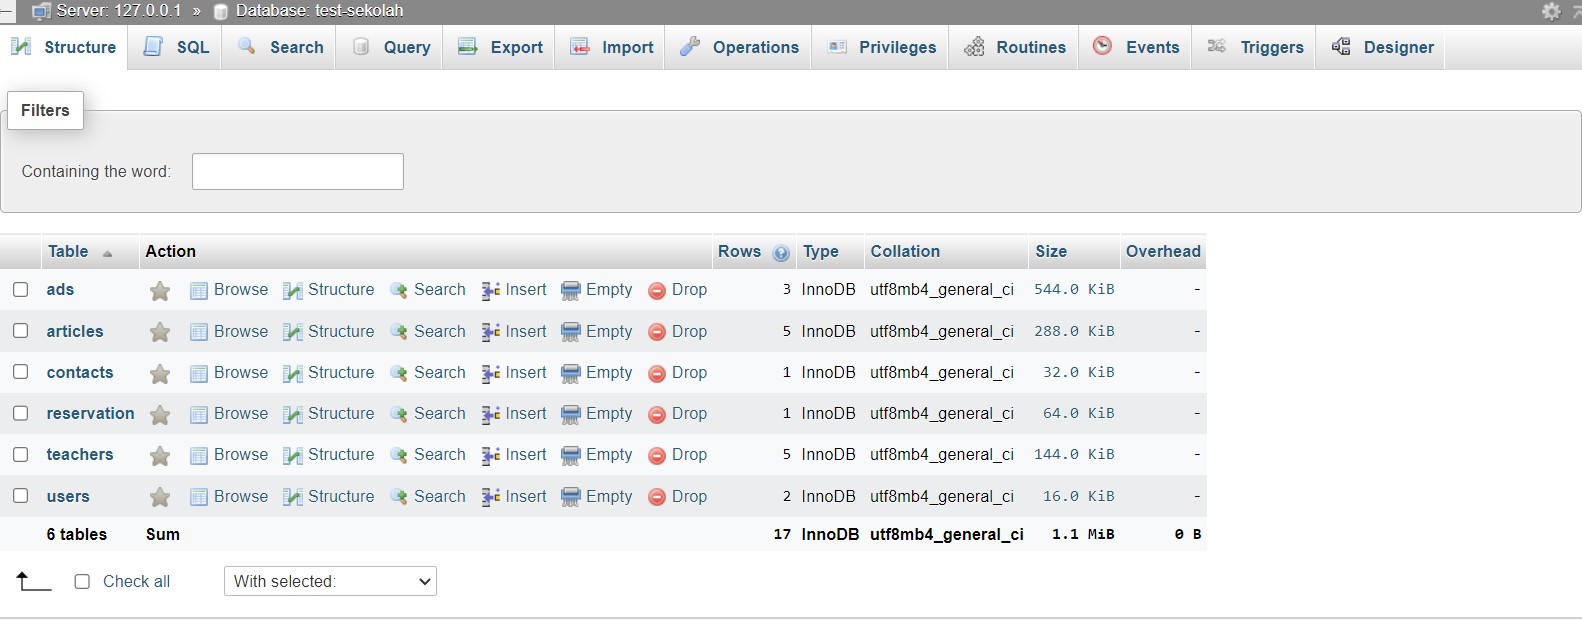 Server: 127.0.0.1 » Database: test-sekolah
Structure SQL Search Query Export Import Operations Privileges Routines Events Triggers Designer
Filters
Containing the word:
Table Action Rows Type Collation Size Overhead
ads Browse Structure Search Insert Empty Drop 3 InnoDB utf8mb4_general_ci 544.0 KiB -
articles Browse Structure Search Insert Empty Drop 5 InnoDB utf8mb4_general_ci 288.0 KiB -
contacts Browse Structure Search Insert Empty Drop 1 InnoDB utf8mb4_general_ci 32.0 KiB -
reservation Browse Structure Search Insert Empty Drop 1 InnoDB utf8mb4_general_ci 64.0 KiB -
teachers Browse Structure Search Insert Empty Drop 5 InnoDB utf8mb4_general_ci 144.0 KiB -
users Browse Structure Search Insert Empty Drop 2 InnoDB utf8mb4_general_ci 16.0 KiB -
6 tables Sum 17 InnoDB utf8mb4_general_ci 1.1 MiB 0 B
Check all With selected: